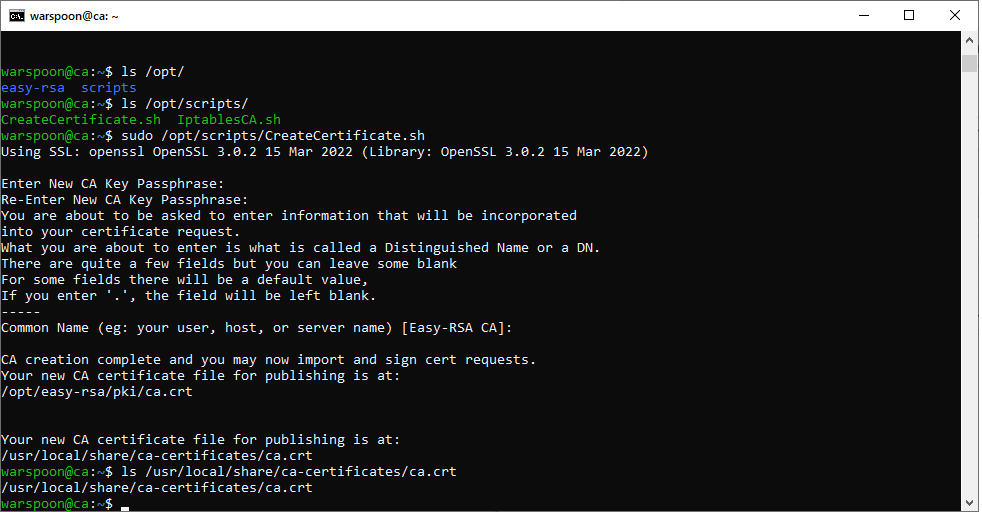 warspoon@ca: ~
warspoon@ca:~$ ls /opt/
easy-rsa  scripts
warspoon@ca:~$ ls /opt/scripts/
CreateCertificate.sh  IptablesCA.sh
warspoon@ca:~$ sudo /opt/scripts/CreateCertificate.sh
Using SSL: openssl OpenSSL 3.0.2 15 Mar 2022 (Library: OpenSSL 3.0.2 15 Mar 2022)
Enter New CA Key Passphrase:
Re-Enter New CA Key Passphrase:
You are about to be asked to enter information that will be incorporated
into your certificate request.
What you are about to enter is what is called a Distinguished Name or a DN.
There are quite a few fields but you can leave some blank
For some fields there will be a default value,
If you enter '.', the field will be left blank.
-----
Common Name (eg: your user, host, or server name) [Easy-RSA CA]:
CA creation complete and you may now import and sign cert requests.
Your new CA certificate file for publishing is at:
/opt/easy-rsa/pki/ca.crt
Your new CA certificate file for publishing is at:
/usr/local/share/ca-certificates/ca.crt
warspoon@ca:~$ ls /usr/local/share/ca-certificates/ca.crt
/usr/local/share/ca-certificates/ca.crt
warspoon@ca:~$